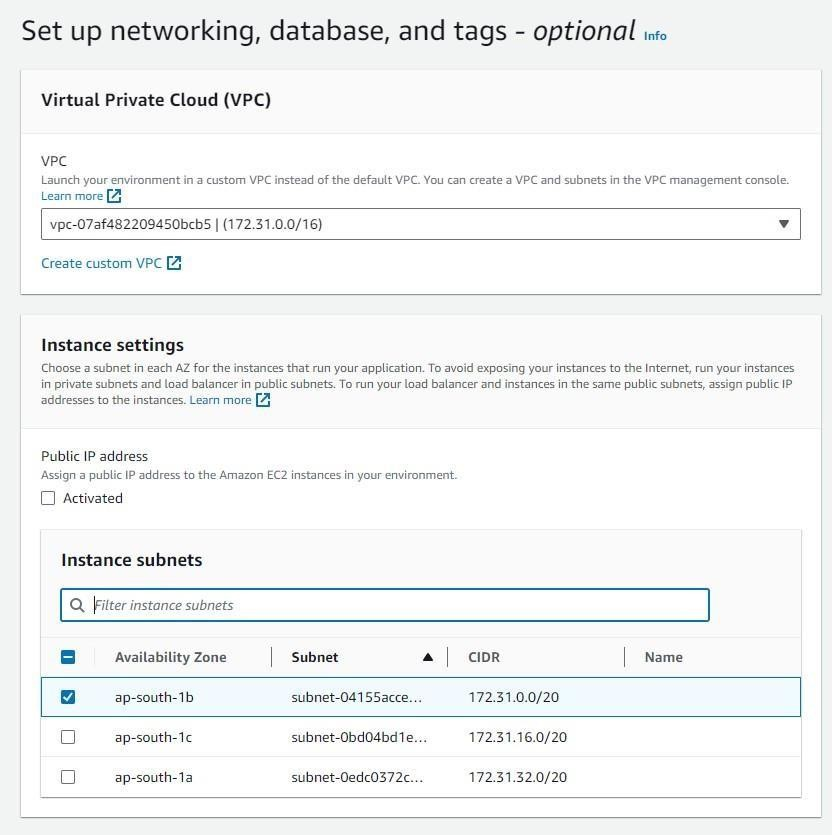 Set up networking, database, and tags - optional Info
Virtual Private Cloud (VPC)
VPC
Launch your environment in a custom VPC instead of the default VPC. You can create a VPC and subnets in the VPC management console.
Learn more
vpc-07af482209450bcb5 | (172.31.0.0/16)
Create custom VPC
Instance settings
Choose a subnet in each AZ for the instances that run your application. To avoid exposing your instances to the Internet, run your instances
in private subnets and load balancer in public subnets. To run your load balancer and instances in the same public subnets, assign public IP
addresses to the instances. Learn more
Public IP address
Assign a public IP address to the Amazon EC2 instances in your environment.
Activated
Instance subnets
Filter instance subnets
Availability Zone Subnet CIDR Name
ap-south-1b subnet-04155acce... 172.31.0.0/20
ap-south-1c subnet-0bd04bd1e... 172.31.16.0/20
ap-south-1a subnet-0edc0372c... 172.31.32.0/20